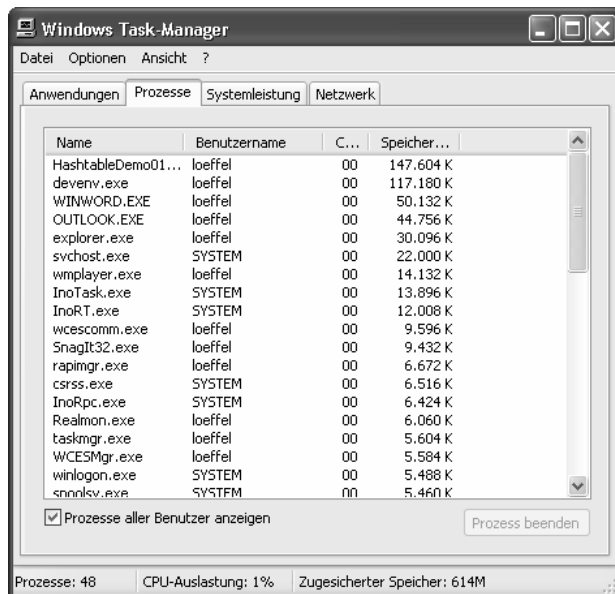 Windows Task-Manager
Datei Optionen Ansicht ?
Anwendungen Prozesse Systemleistung Netzwerk
Name Benutzername C... Speicher...
HashtableDemo01... loeffel 00 147.604 K
devenv.exe loeffel 00 117.180 K
WINWORD.EXE loeffel 00 50.132 K
OUTLOOK.EXE loeffel 00 44.756 K
explorer.exe loeffel 00 30.096 K
svchost.exe SYSTEM 00 22.000 K
wmplayer.exe loeffel 00 14.132 K
InoTask.exe SYSTEM 00 13.896 K
InoRT.exe SYSTEM 00 12.008 K
wcescomm.exe loeffel 00 9.596 K
SnagIt32.exe loeffel 00 9.432 K
rapimgr.exe loeffel 00 6.672 K
csrss.exe SYSTEM 00 6.516 K
InoRpc.exe SYSTEM 00 6.424 K
Realmon.exe loeffel 00 6.060 K
taskmgr.exe loeffel 00 5.604 K
WCESMgr.exe loeffel 00 5.584 K
winlogon.exe SYSTEM 00 5.488 K
spoolsv.exe SYSTEM 00 5.460 K
Prozesse aller Benutzer anzeigen
Prozess beenden
Prozesse: 48 CPU-Auslastung: 1% Zugesicherter Speicher: 614M